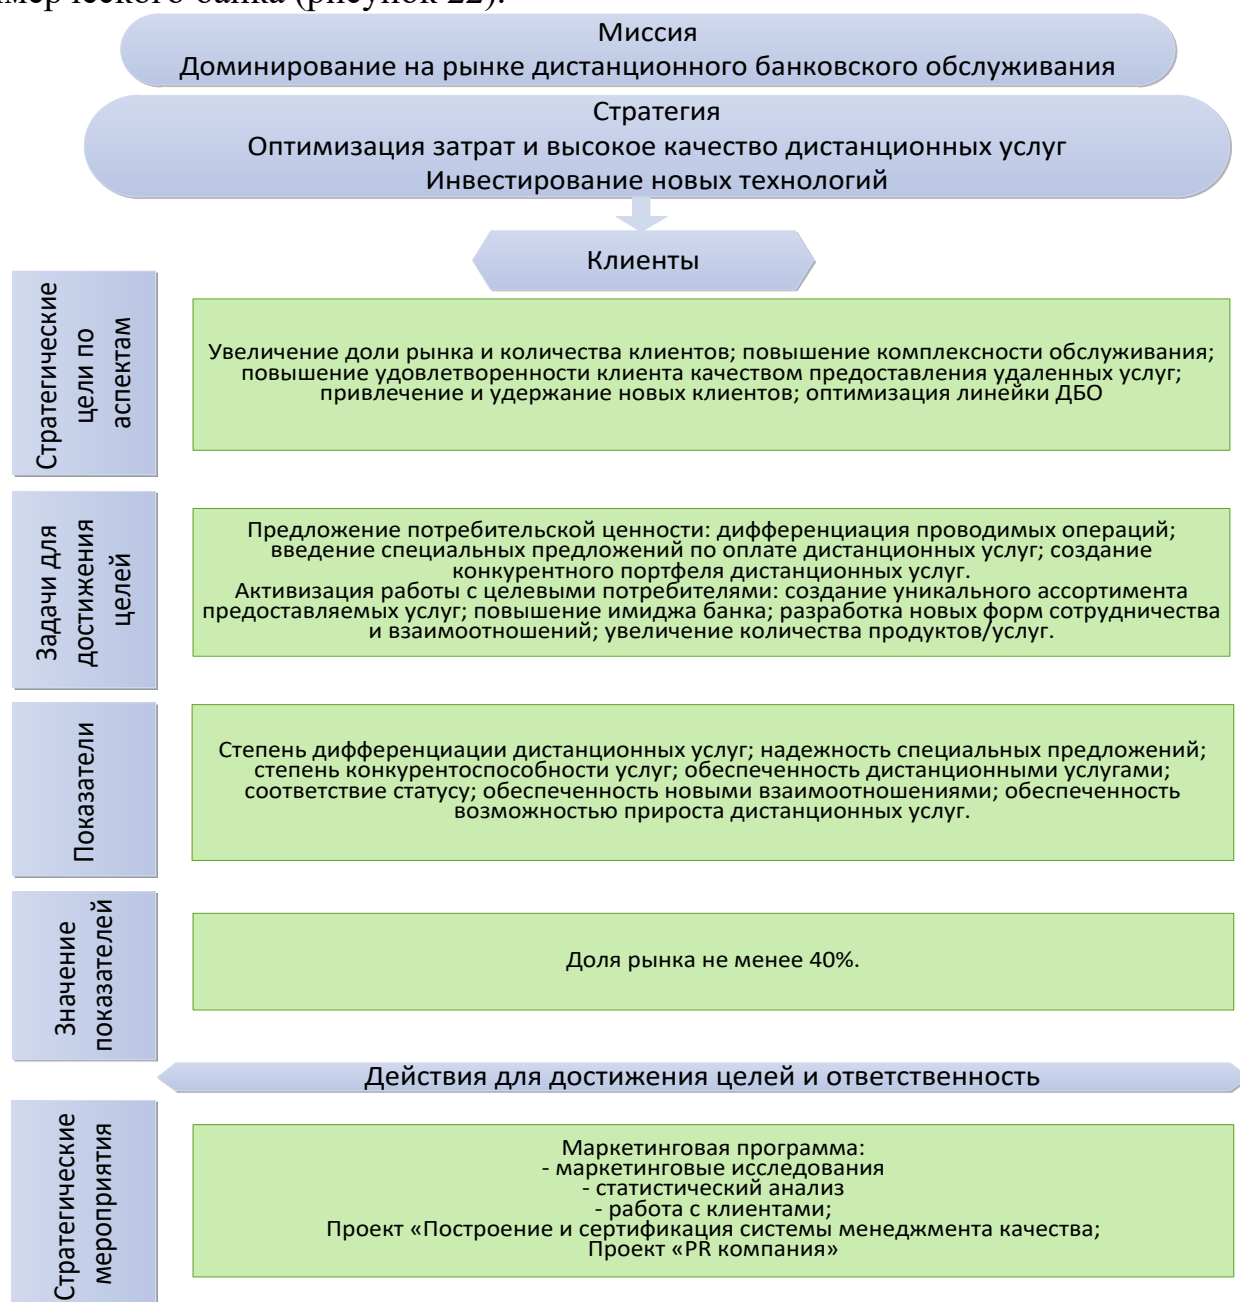 мерческого банка (рисунок 22).
Миссия
Доминирование на рынке дистанционного банковского обслуживания
Стратегия
Оптимизация затрат и высокое качество дистанционных услуг
Инвестирование новых технологий
Клиенты
Стратегические
цели по
аспектам
Увеличение доли рынка и количества клиентов; повышение комплексности обслуживания;
повышение удовлетворенности клиента качеством предоставления удаленных услуг;
привлечение и удержание новых клиентов; оптимизация линейки ДБО
Задачи для
достижения
целей
Предложение потребительской ценности: дифференциация проводимых операций;
введение специальных предложений по оплате дистанционных услуг; создание
конкурентного портфеля дистанционных услуг.
Активизация работы с целевыми потребителями: создание уникального ассортимента
предоставляемых услуг; повышение имиджа банка; разработка новых форм сотрудничества
и взаимоотношений; увеличение количества продуктов/услуг.
Показатели
Степень дифференциации дистанционных услуг; надежность специальных предложений;
степень конкурентоспособности услуг; обеспеченность дистанционными услугами;
соответствие статусу; обеспеченность новыми взаимоотношениями; обеспеченность
возможностью прироста дистанционных услуг.
Значение
показателей
Доля рынка не менее 40%.
Действия для достижения целей и ответственность
Стратегические
мероприятия
Маркетинговая программа:
- маркетинговые исследования
- статистический анализ
- работа с клиентами;
Проект «Построение и сертификация системы менеджмента качества;
Проект «PR компания»